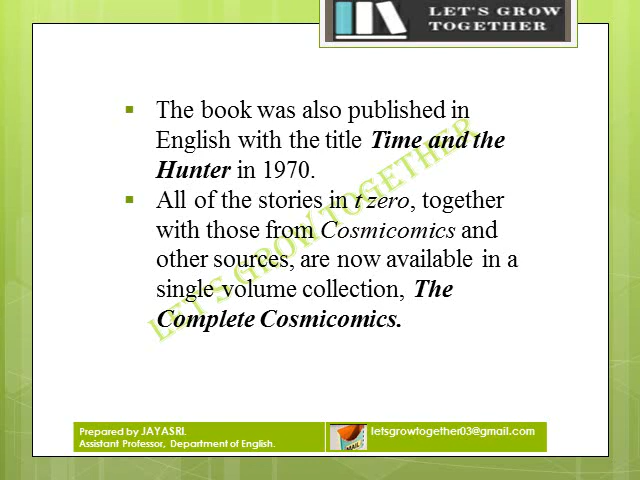 LET'S GROW
TOGETHER
▪ The book was also published in
English with the title Time and the
Hunter in 1970.
▪ All of the stories in t zero, together
with those from Cosmicomics and
other sources, are now available in a
single volume collection, The
Complete Cosmicomics.
LET'S GROW TOGETHER
Prepared by JAYASRI,
Assistant Professor, Department of English.
letsgrowtogether03@gmail.com